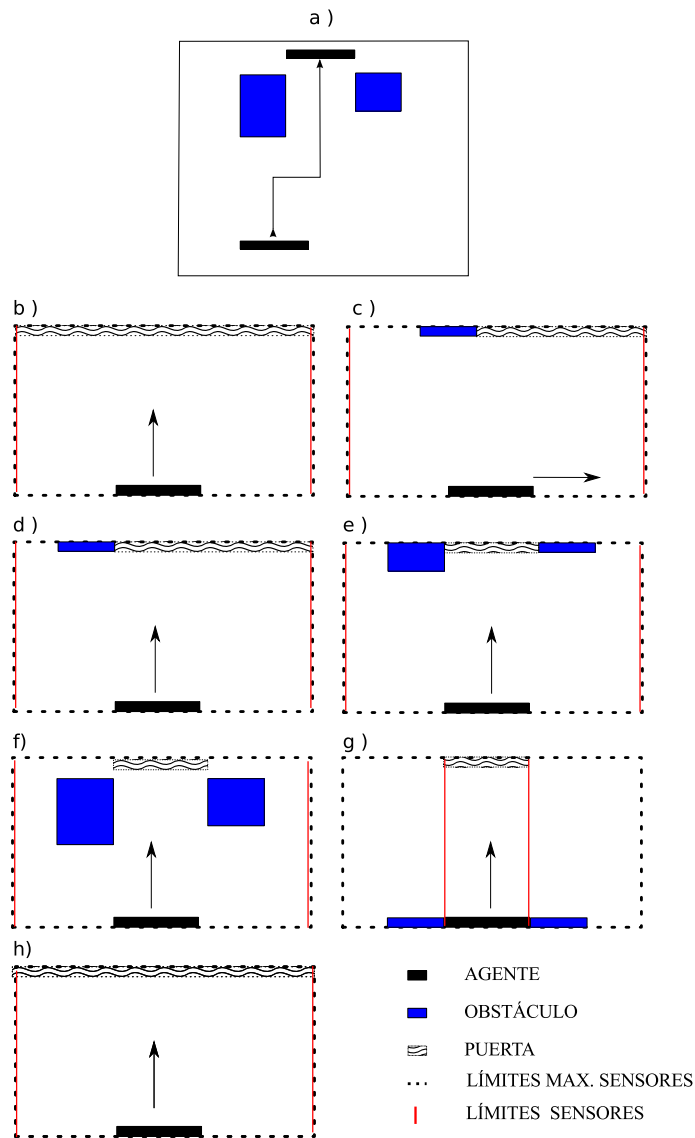 a )
b )
c )
d )
e )
f)
g )
h)
AGENTE
OBSTÁCULO
PUERTA
LÍMITES MAX. SENSORES
LÍMITES SENSORES